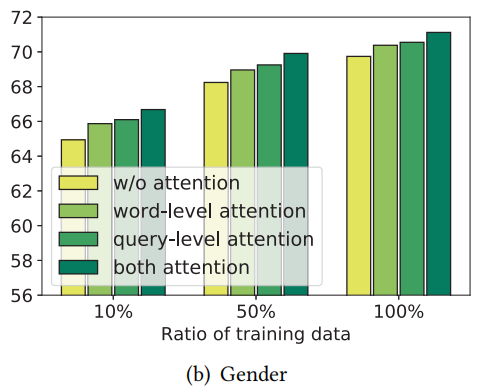 72
70
68
66
64
62
60
58
56
w/o attention
word-level attention
query-level attention
both attention
10% 50% 100%
Ratio of training data
(b) Gender